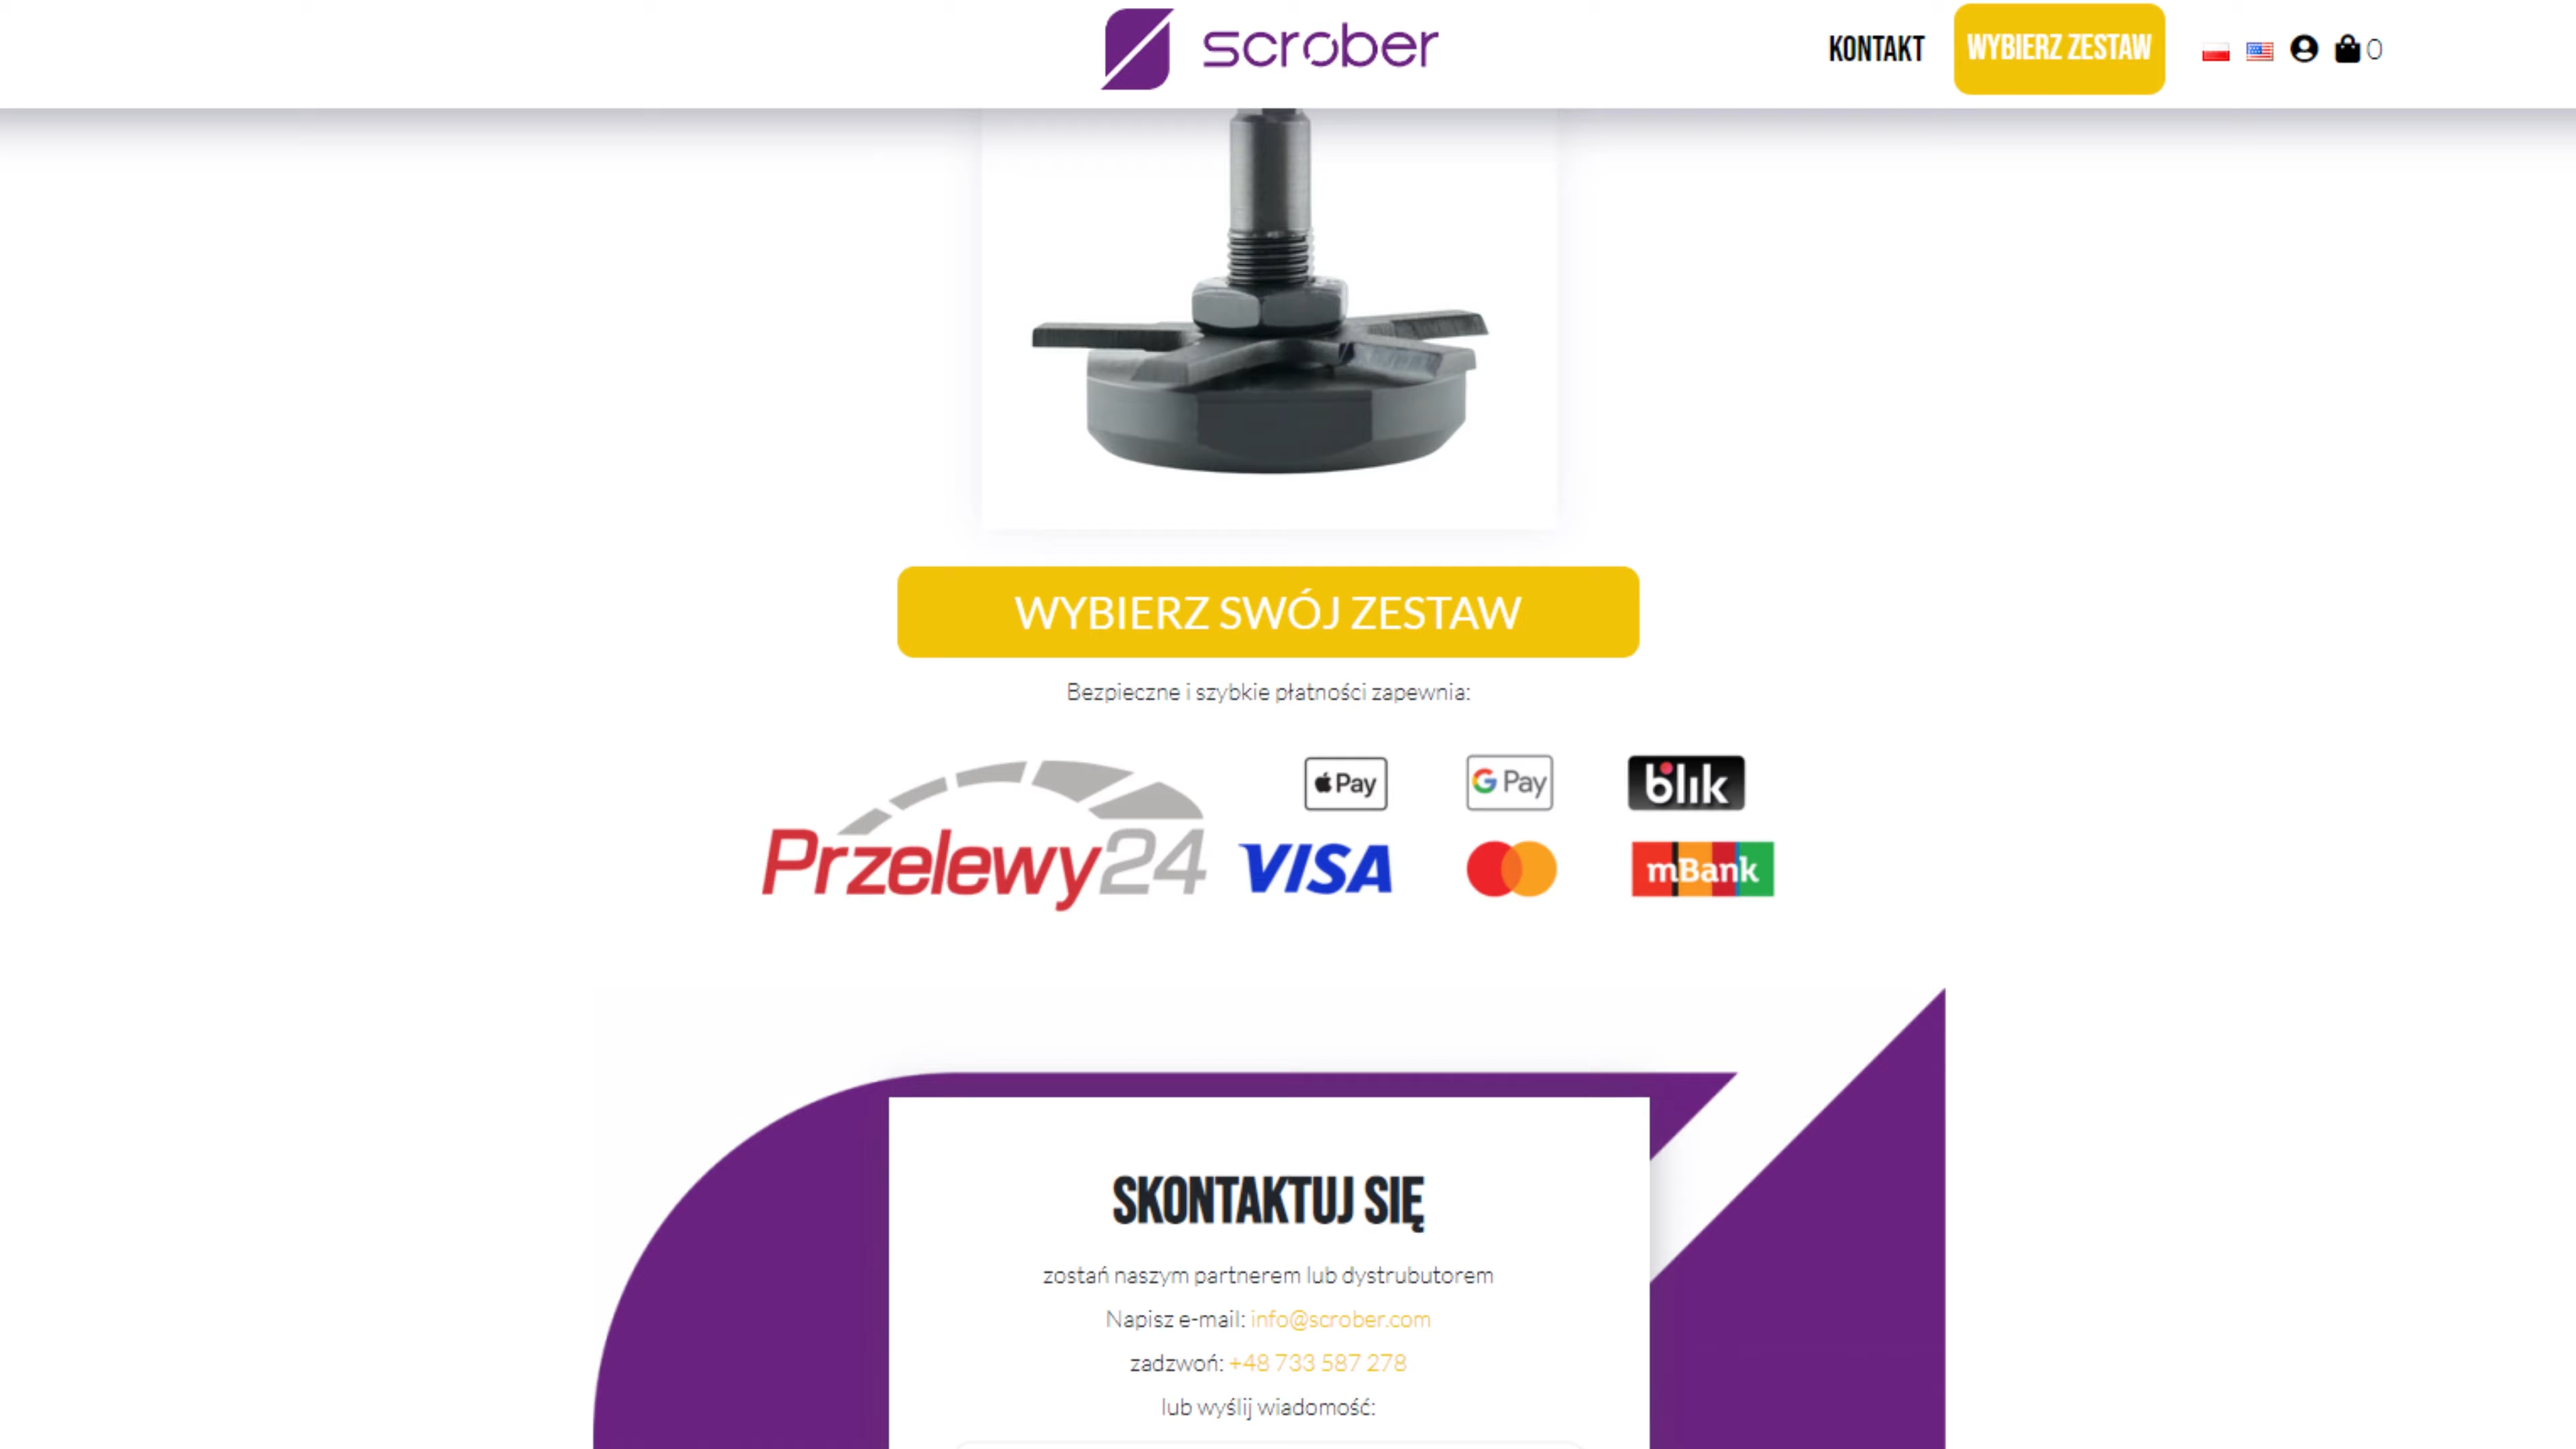 scrober
KONTAKT
WYBIERZ ZESTAW
0
WYBIERZ SWÓJ ZESTAW
Bezpieczne i szybkie płatności zapewnia:
Przelewy24
Pay
G Pay
blik
VISA
mBank
SKONTAKTUJ SIĘ
zostań naszym partnerem lub dystrubutorem
Napisz e-mail: info@scrober.com
zadzwoń: +48 733 587 278
lub wyślij wiadomość: